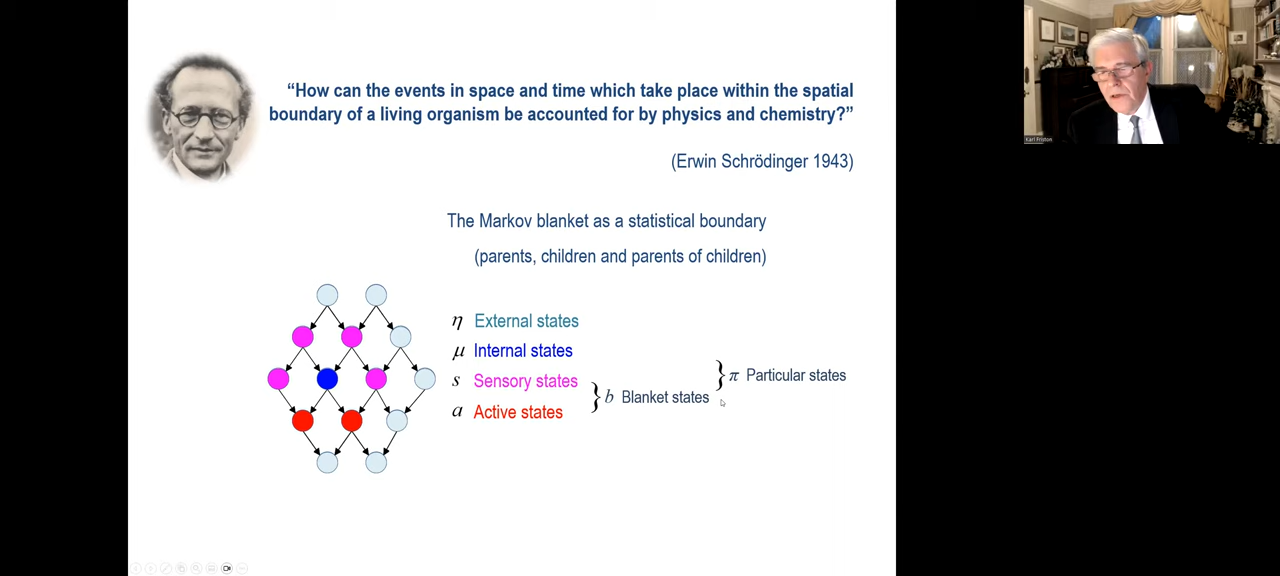 “How can the events in space and time which take place within the spatial
boundary of a living organism be accounted for by physics and chemistry?”
(Erwin Schrödinger 1943)
The Markov blanket as a statistical boundary
(parents, children and parents of children)
η External states
μ Internal states
s Sensory states
a Active states
} b Blanket states
} π Particular states
Karl Friston